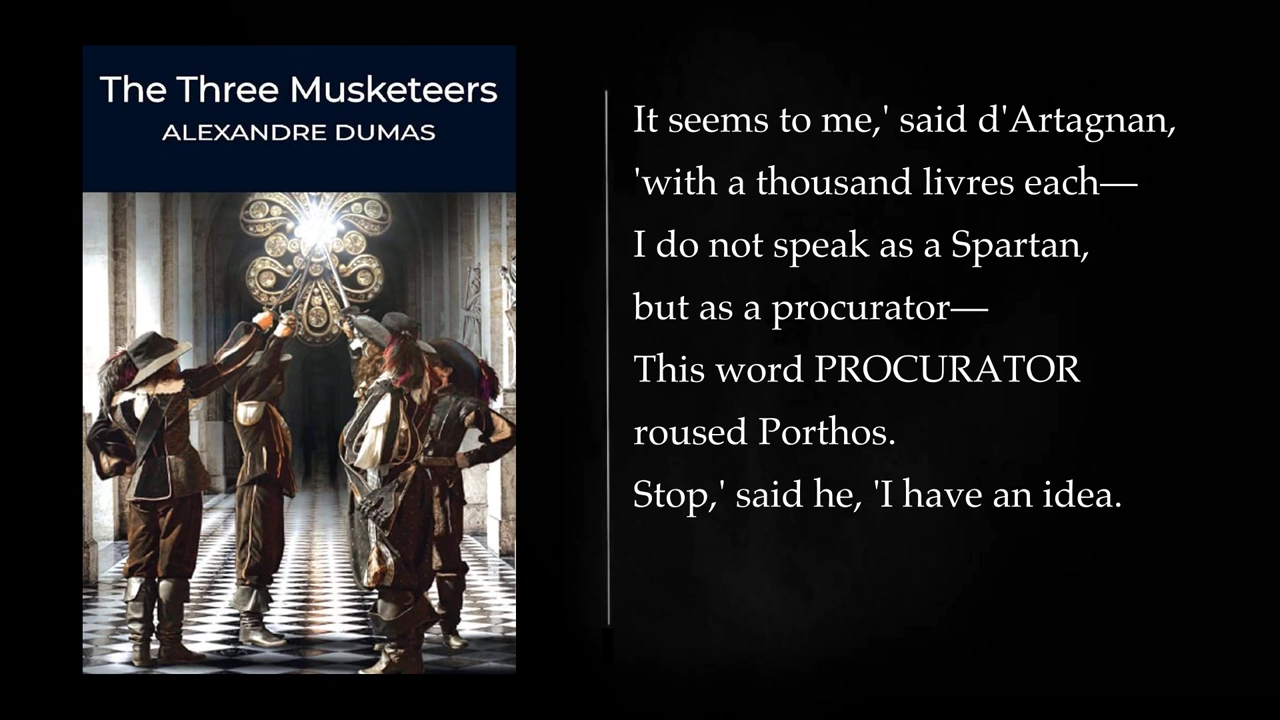 The Three Musketeers
ALEXANDRE DUMAS
It seems to me,' said d'Artagnan,
'with a thousand livres each—
I do not speak as a Spartan,
but as a procurator—
This word PROCURATOR
roused Porthos.
Stop,' said he, 'I have an idea.